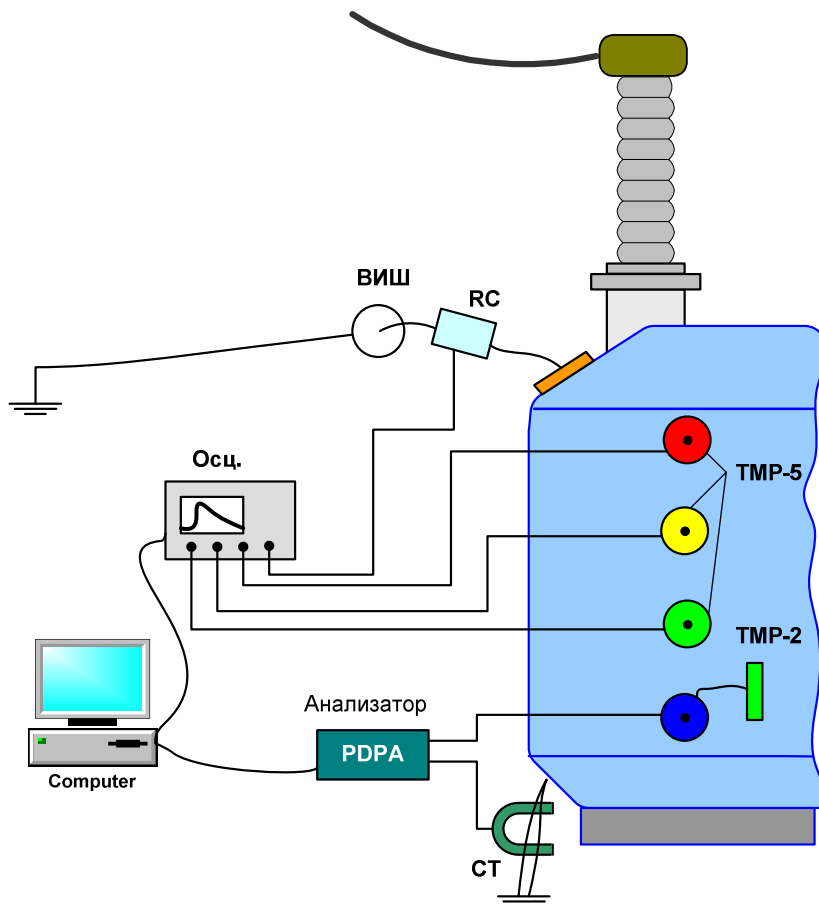 ВИШ
RC
Осц.
TMP-5
TMP-2
Анализатор
PDPA
Computer
CT